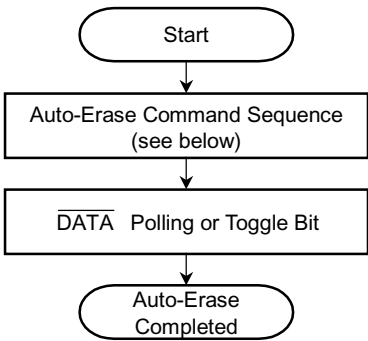 Start
Auto-Erase Command Sequence
(see below)
DATA Polling or Toggle Bit
Auto-Erase
Completed